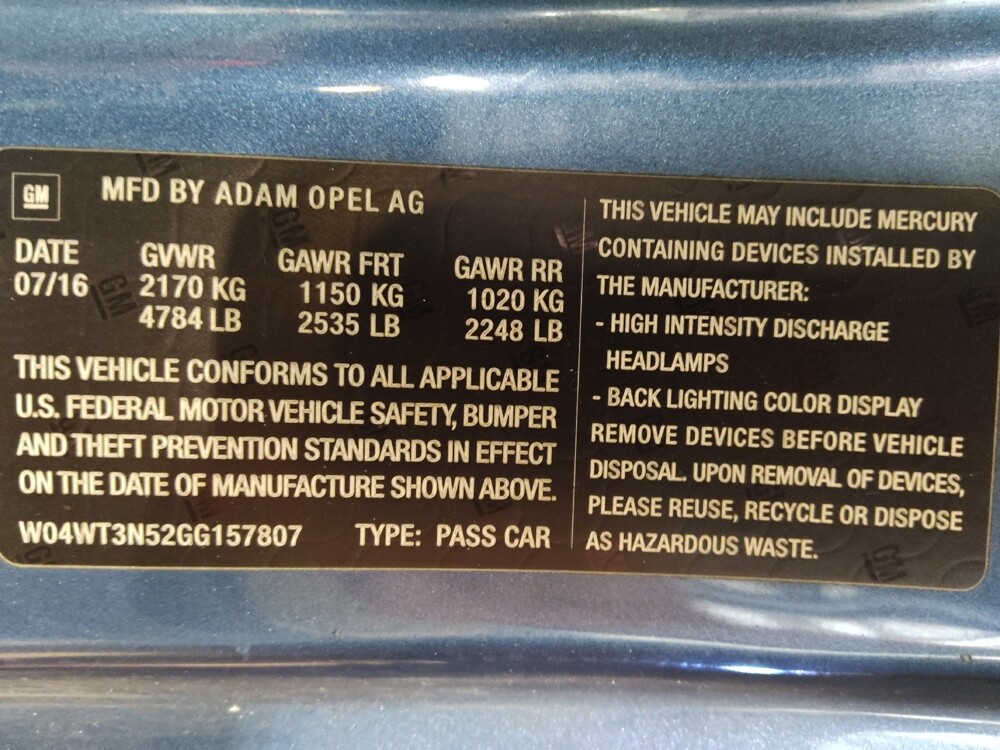 GM
MFD BY ADAM OPEL AG
DATE GVWR GAWR FRT GAWR RR
07/16 2170 KG 1150 KG 1020 KG
4784 LB 2535 LB 2248 LB
THIS VEHICLE CONFORMS TO ALL APPLICABLE
U.S. FEDERAL MOTOR VEHICLE SAFETY, BUMPER
AND THEFT PREVENTION STANDARDS IN EFFECT
ON THE DATE OF MANUFACTURE SHOWN ABOVE.
W04WT3N52GG157807 TYPE: PASS CAR
THIS VEHICLE MAY INCLUDE MERCURY
CONTAINING DEVICES INSTALLED BY
THE MANUFACTURER:
- HIGH INTENSITY DISCHARGE
HEADLAMPS
- BACK LIGHTING COLOR DISPLAY
REMOVE DEVICES BEFORE VEHICLE
DISPOSAL. UPON REMOVAL OF DEVICES,
PLEASE REUSE, RECYCLE OR DISPOSE
AS HAZARDOUS WASTE.